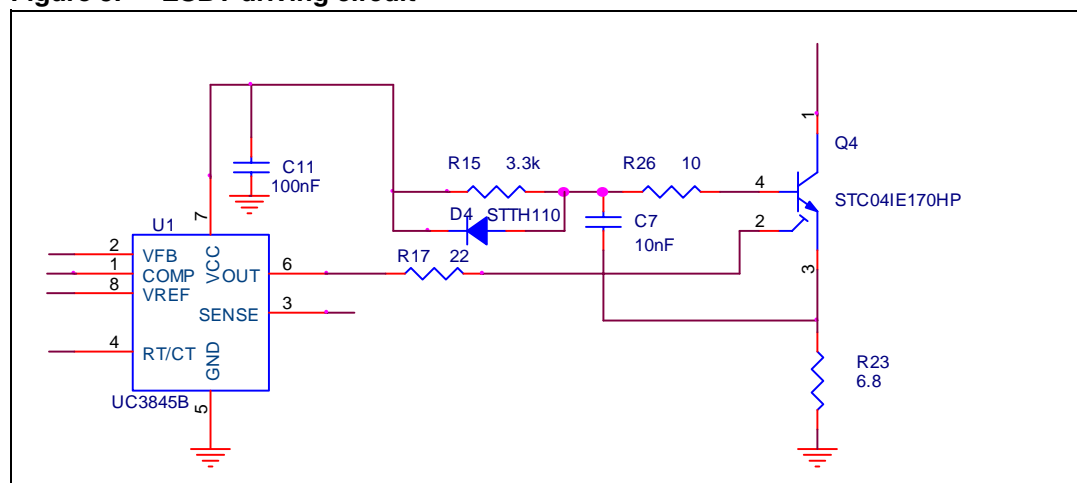 1
Q4
R15 3.3k
R26 10
C11
100nF
4
STC04IE170HP
D4 STTH110
C7
10nF
2
7
U1
R17 22
2 VFB
1 COMP
8 VREF
VCC
VOUT 6
3
SENSE 3
4 RT/CT
GND
R23
6.8
UC3845B
5